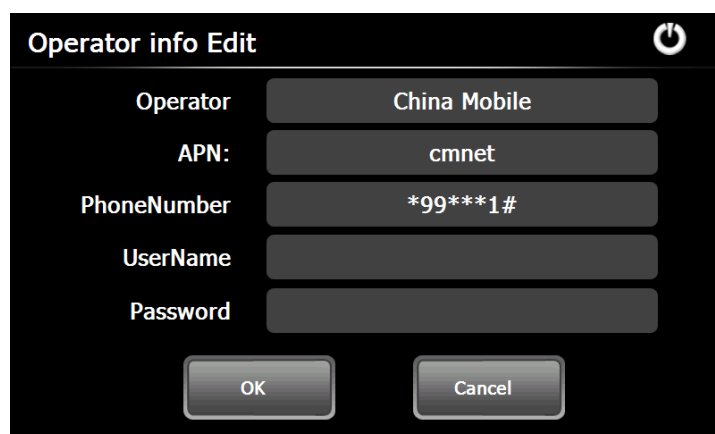 Operator info Edit
Operator China Mobile
APN: cmnet
PhoneNumber *99***1#
UserName
Password
OK Cancel